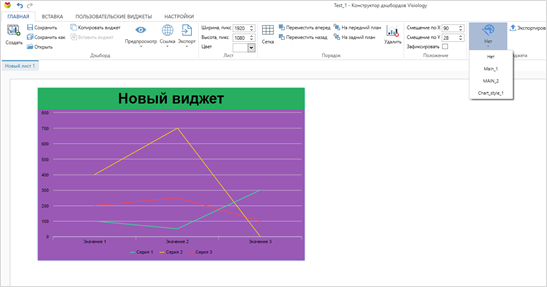 Test_1 - Конструктор дэшбордов Visiology
ГЛАВНАЯ ВСТАВКА ПОЛЬЗОВАТЕЛЬСКИЕ ВИДЖЕТЫ НАСТРОЙКИ
Создать
Сохранить
Сохранить как
Открыть
Копировать виджет
Вставить виджет
Дэшборд
Предпросмотр
Ссылка
Экспорт
Ширина, пикс 1920
Высота, пикс 1080
Цвет
Лист
Сетка
Переместить вперед
Переместить назад
На передний план
На задний план
Порядок
Удалить
Смещение по X 90
Смещение по Y 28
Зафиксировать
Положение
Нет
Экспортировать
Нет
Main_1
MAIN_2
Chart_style_1
Новый лист 1
Новый виджет
800
700
600
500
400
300
200
100
0
Значение 1 Значение 2 Значение 3
Серия 1 Серия 2 Серия 3